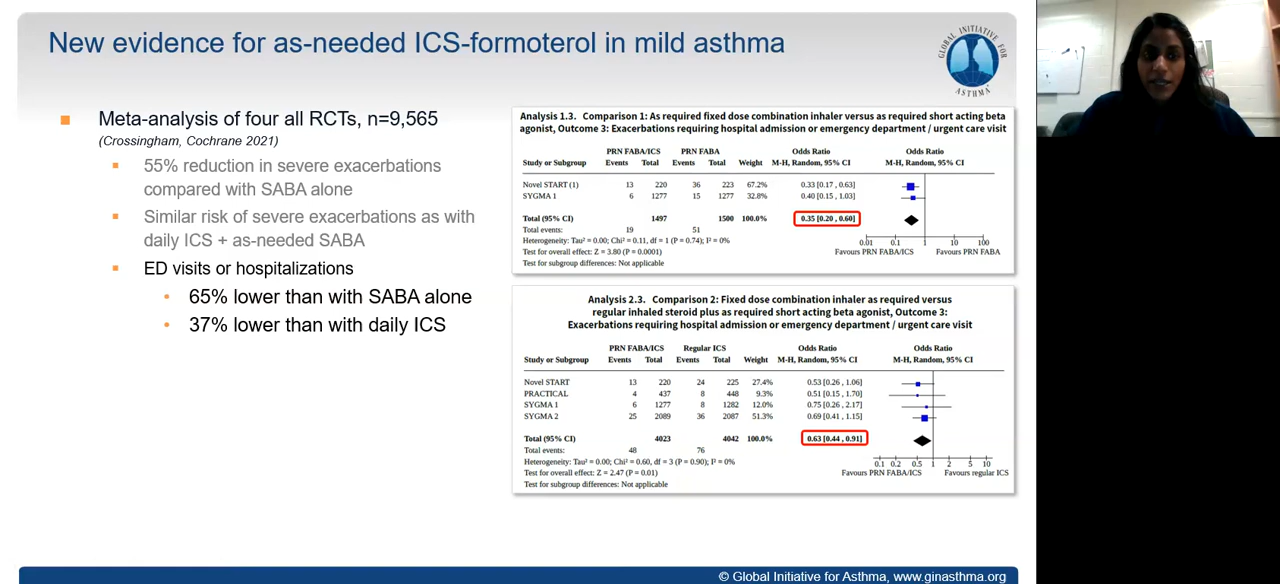 New evidence for as-needed ICS-formoterol in mild asthma
GLOBAL INITIATIVE FOR
ASTHMA
■ Meta-analysis of four all RCTs, n=9,565
(Crossingham, Cochrane 2021)
▪ 55% reduction in severe exacerbations
compared with SABA alone
▪ Similar risk of severe exacerbations as with
daily ICS + as-needed SABA
▪ ED visits or hospitalizations
• 65% lower than with SABA alone
• 37% lower than with daily ICS
Analysis 1.3. Comparison 1: As required fixed dose combination inhaler versus as required short acting beta
agonist, Outcome 3: Exacerbations requiring hospital admission or emergency department / urgent care visit
PRN FABA/ICS PRN FABA Odds Ratio Odds Ratio
Study or Subgroup Events Total Events Total Weight M-H, Random, 95% CI M-H, Random, 95% CI
Novel START (1) 13 220 36 223 67.2% 0.33 [0.17 , 0.63]
SYGMA 1 6 1277 15 1277 32.8% 0.40 [0.15 , 1.03]
Total (95% CI) 1497 1500 100.0% 0.35 [0.20 , 0.60]
Total events: 19 51
Heterogeneity: Tau² = 0.00; Chi² = 0.11, df = 1 (P = 0.74); I² = 0%
Test for overall effect: Z = 3.80 (P = 0.0001)
Test for subgroup differences: Not applicable
0.01 0.1 1 10 100
Favours PRN FABA/ICS Favours PRN FABA
Analysis 2.3. Comparison 2: Fixed dose combination inhaler as required versus
regular inhaled steroid plus as required short acting beta agonist, Outcome 3:
Exacerbations requiring hospital admission or emergency department / urgent care visit
PRN FABA/ICS Regular ICS Odds Ratio Odds Ratio
Study or Subgroup Events Total Events Total Weight M-H, Random, 95% CI M-H, Random, 95% CI
Novel START 13 220 24 225 27.4% 0.53 [0.26 , 1.06]
PRACTICAL 4 437 8 448 9.3% 0.51 [0.15 , 1.70]
SYGMA 1 6 1277 8 1282 12.0% 0.75 [0.26 , 2.17]
SYGMA 2 25 2089 36 2087 51.3% 0.69 [0.41 , 1.15]
Total (95% CI) 4023 4042 100.0% 0.63 [0.44 , 0.91]
Total events: 48 76
Heterogeneity: Tau² = 0.00; Chi² = 0.60, df = 3 (P = 0.90); I² = 0%
Test for overall effect: Z = 2.47 (P = 0.01)
Test for subgroup differences: Not applicable
0.1 0.2 0.5 1 2 5 10
Favours PRN FABA/ICS Favours regular ICS
© Global Initiative for Asthma, www.ginasthma.org